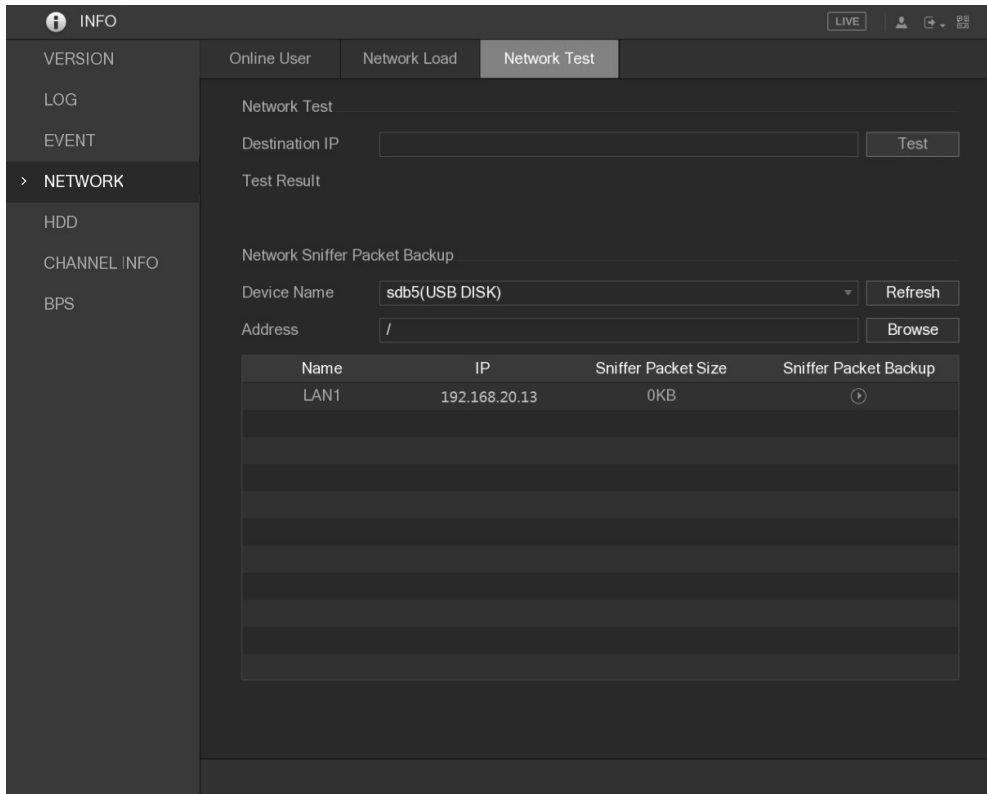 INFO LIVE
VERSION
LOG
EVENT
NETWORK
HDD
CHANNEL INFO
BPS
Online User Network Load Network Test
Network Test
Destination IP Test
Test Result
Network Sniffer Packet Backup
Device Name sdb5(USB DISK) Refresh
Address / Browse
Name IP Sniffer Packet Size Sniffer Packet Backup
LAN1 192.168.20.13 0KB